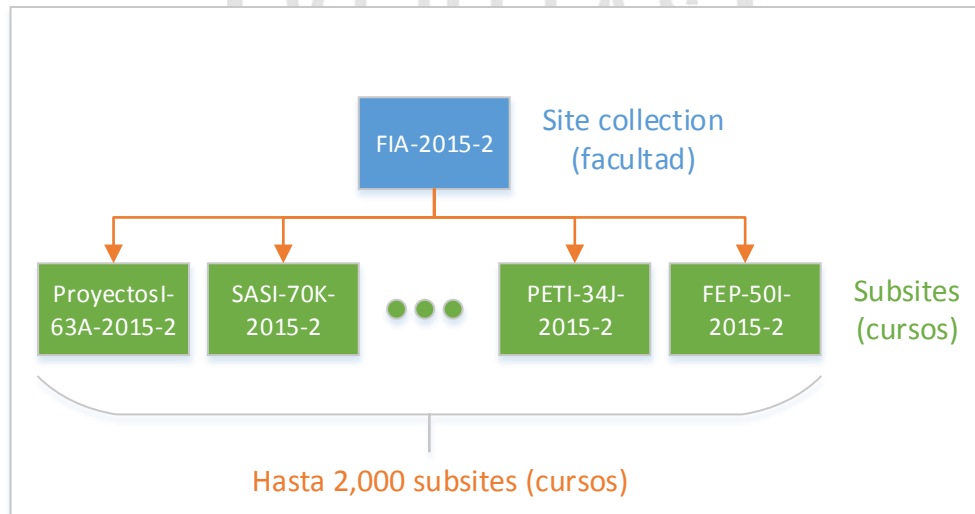 FIA-2015-2
Site collection
(facultad)
ProyectosI-
63A-2015-2
SASI-70K-
2015-2
PETI-34J-
2015-2
FEP-50I-
2015-2
Subsites
(cursos)
Hasta 2,000 subsites (cursos)